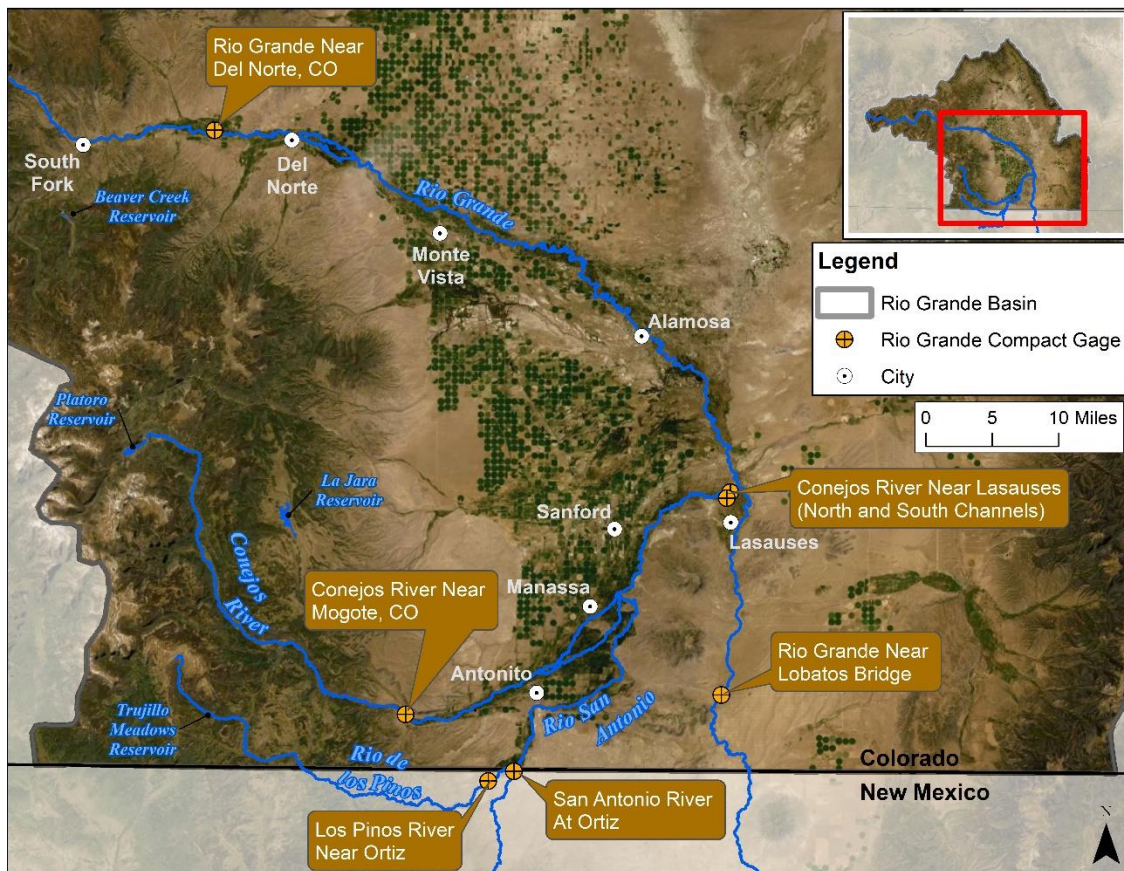 Rio Grande Near
Del Norte, CO
South
Fork
Del
Norte
Beaver Creek
Reservoir
Rio Grande
Monte
Vista
Alamosa
Legend
Rio Grande Basin
Rio Grande Compact Gage
City
0 5 10 Miles
Platoro
Reservoir
La Jara
Reservoir
Conejos River Near Lasauses
(North and South Channels)
Sanford
Lasauses
Conejos
River
Conejos River Near
Mogote, CO
Manassa
Rio Grande Near
Lobatos Bridge
Antonito
Rio San
Antonio
Trujillo
Meadows
Reservoir
Rio de
los Pinos
Colorado
New Mexico
San Antonio River
At Ortiz
Los Pinos River
Near Ortiz
N